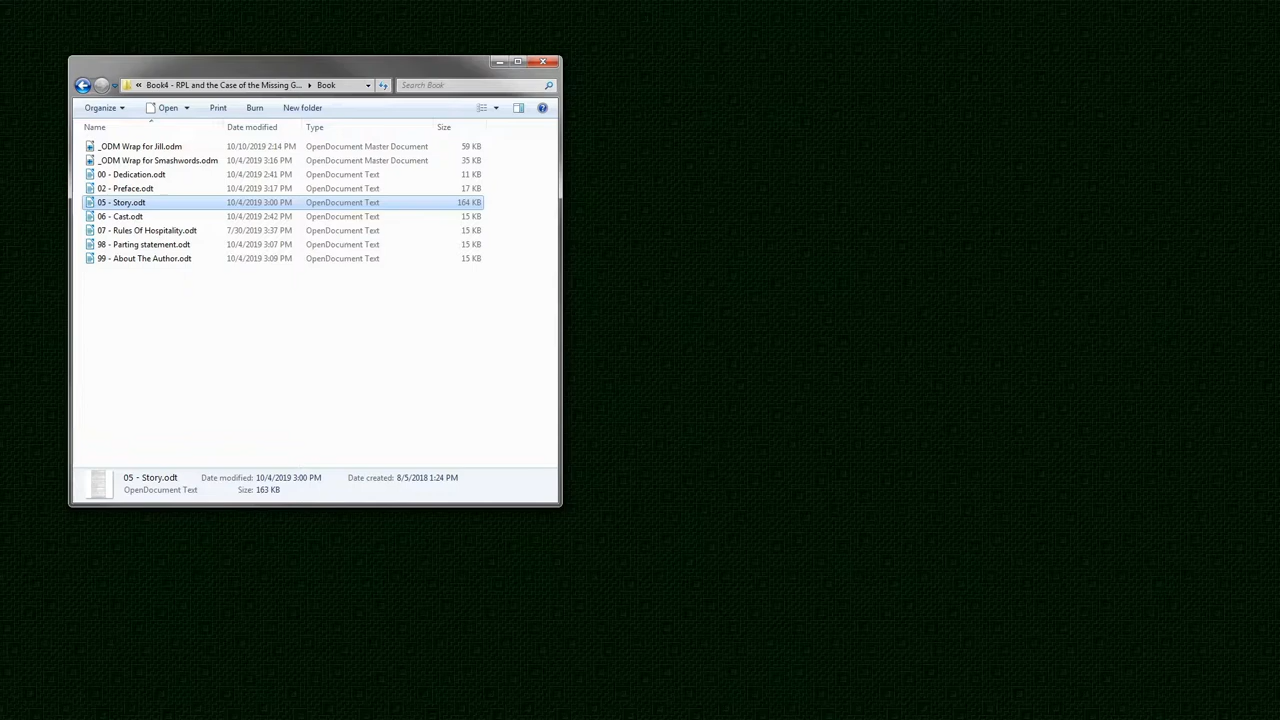 « Book4 - RPL and the Case of the Missing G... ▸ Book Search Book
Organize Open Print Burn New folder
Name Date modified Type Size
_ODM Wrap for Jill.odm 10/10/2019 2:14 PM OpenDocument Master Document 59 KB
_ODM Wrap for Smashwords.odm 10/4/2019 3:16 PM OpenDocument Master Document 35 KB
00 - Dedication.odt 10/4/2019 2:41 PM OpenDocument Text 11 KB
02 - Preface.odt 10/4/2019 3:17 PM OpenDocument Text 17 KB
05 - Story.odt 10/4/2019 3:00 PM OpenDocument Text 164 KB
06 - Cast.odt 10/4/2019 2:42 PM OpenDocument Text 15 KB
07 - Rules Of Hospitality.odt 7/30/2019 3:37 PM OpenDocument Text 15 KB
98 - Parting statement.odt 10/4/2019 3:07 PM OpenDocument Text 15 KB
99 - About The Author.odt 10/4/2019 3:09 PM OpenDocument Text 15 KB
05 - Story.odt Date modified: 10/4/2019 3:00 PM Date created: 8/5/2018 1:24 PM
OpenDocument Text Size: 163 KB